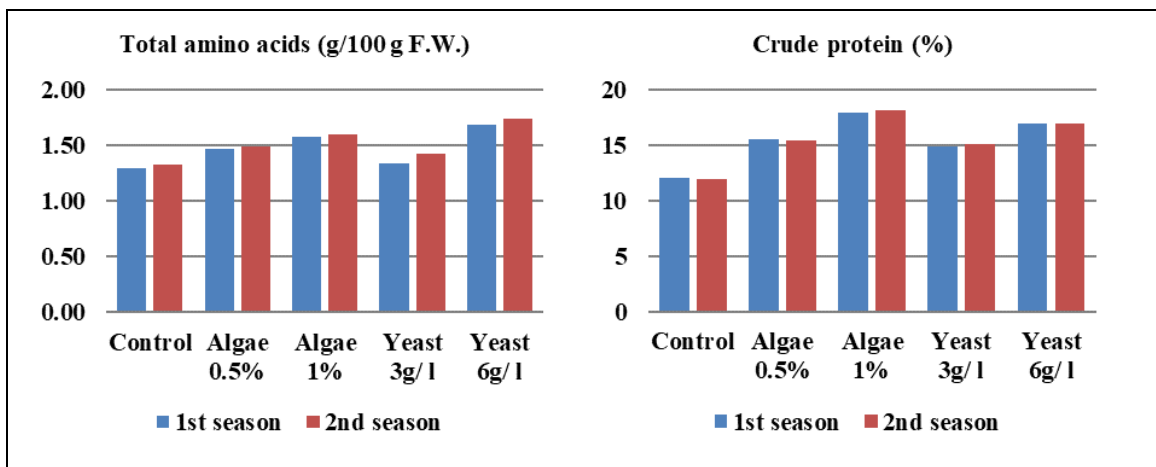 Total amino acids (g/100 g F.W.)
2.00
1.50
1.00
0.50
0.00
Control Algae Algae Yeast Yeast
0.5% 1% 3g/ l 6g/ l
1st season 2nd season
Crude protein (%)
20
15
10
5
0
Control Algae Algae Yeast Yeast
0.5% 1% 3g/ l 6g/ l
1st season 2nd season